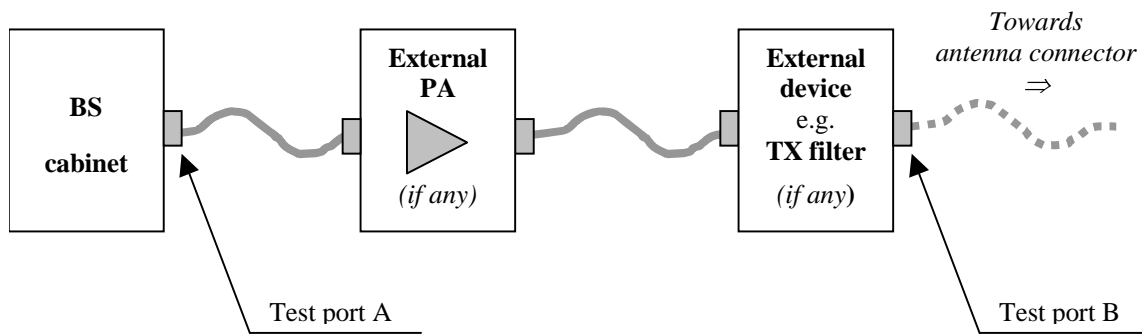 BS
cabinet
External
PA
(if any)
External
device
e.g.
TX filter
(if any)
Towards
antenna connector
⇒
Test port A
Test port B